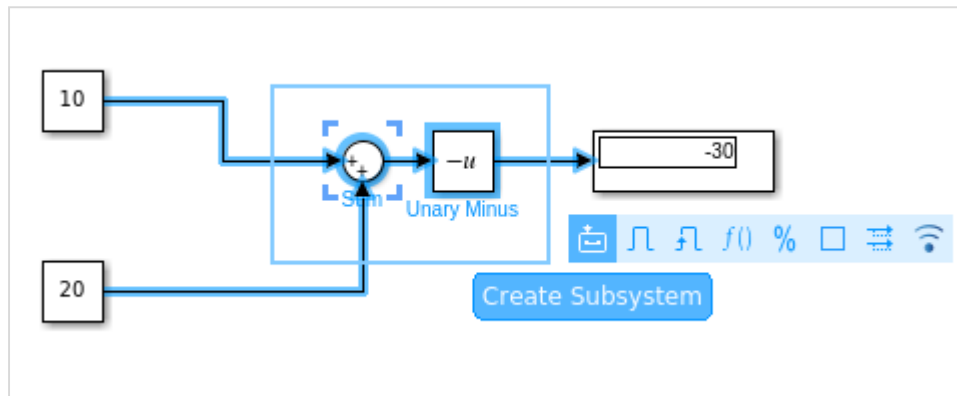 10
+
+
Sum
-u
Unary Minus
-30
20
f()
%
Create Subsystem